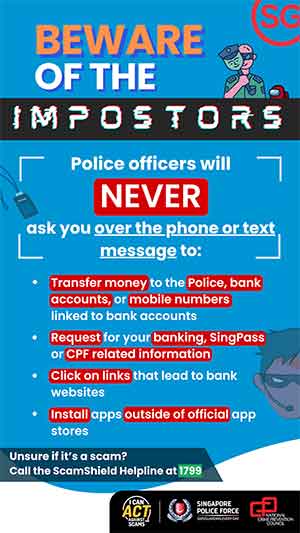 SG
BEWARE
OF THE
IMPOSTORS
Police officers will
NEVER
ask you over the phone or text
message to:
• Transfer money to the Police, bank
accounts, or mobile numbers
linked to bank accounts
• Request for your banking, SingPass
or CPF related information
• Click on links that lead to bank
websites
• Install apps outside of official app
stores
Unsure if it's a scam?
Call the ScamShield Helpline at 1799
I CAN
ACT
AGAINST
SCAMS
SINGAPORE
POLICE FORCE
SAFEGUARDING EVERY DAY
NATIONAL
CRIME PREVENTION
COUNCIL